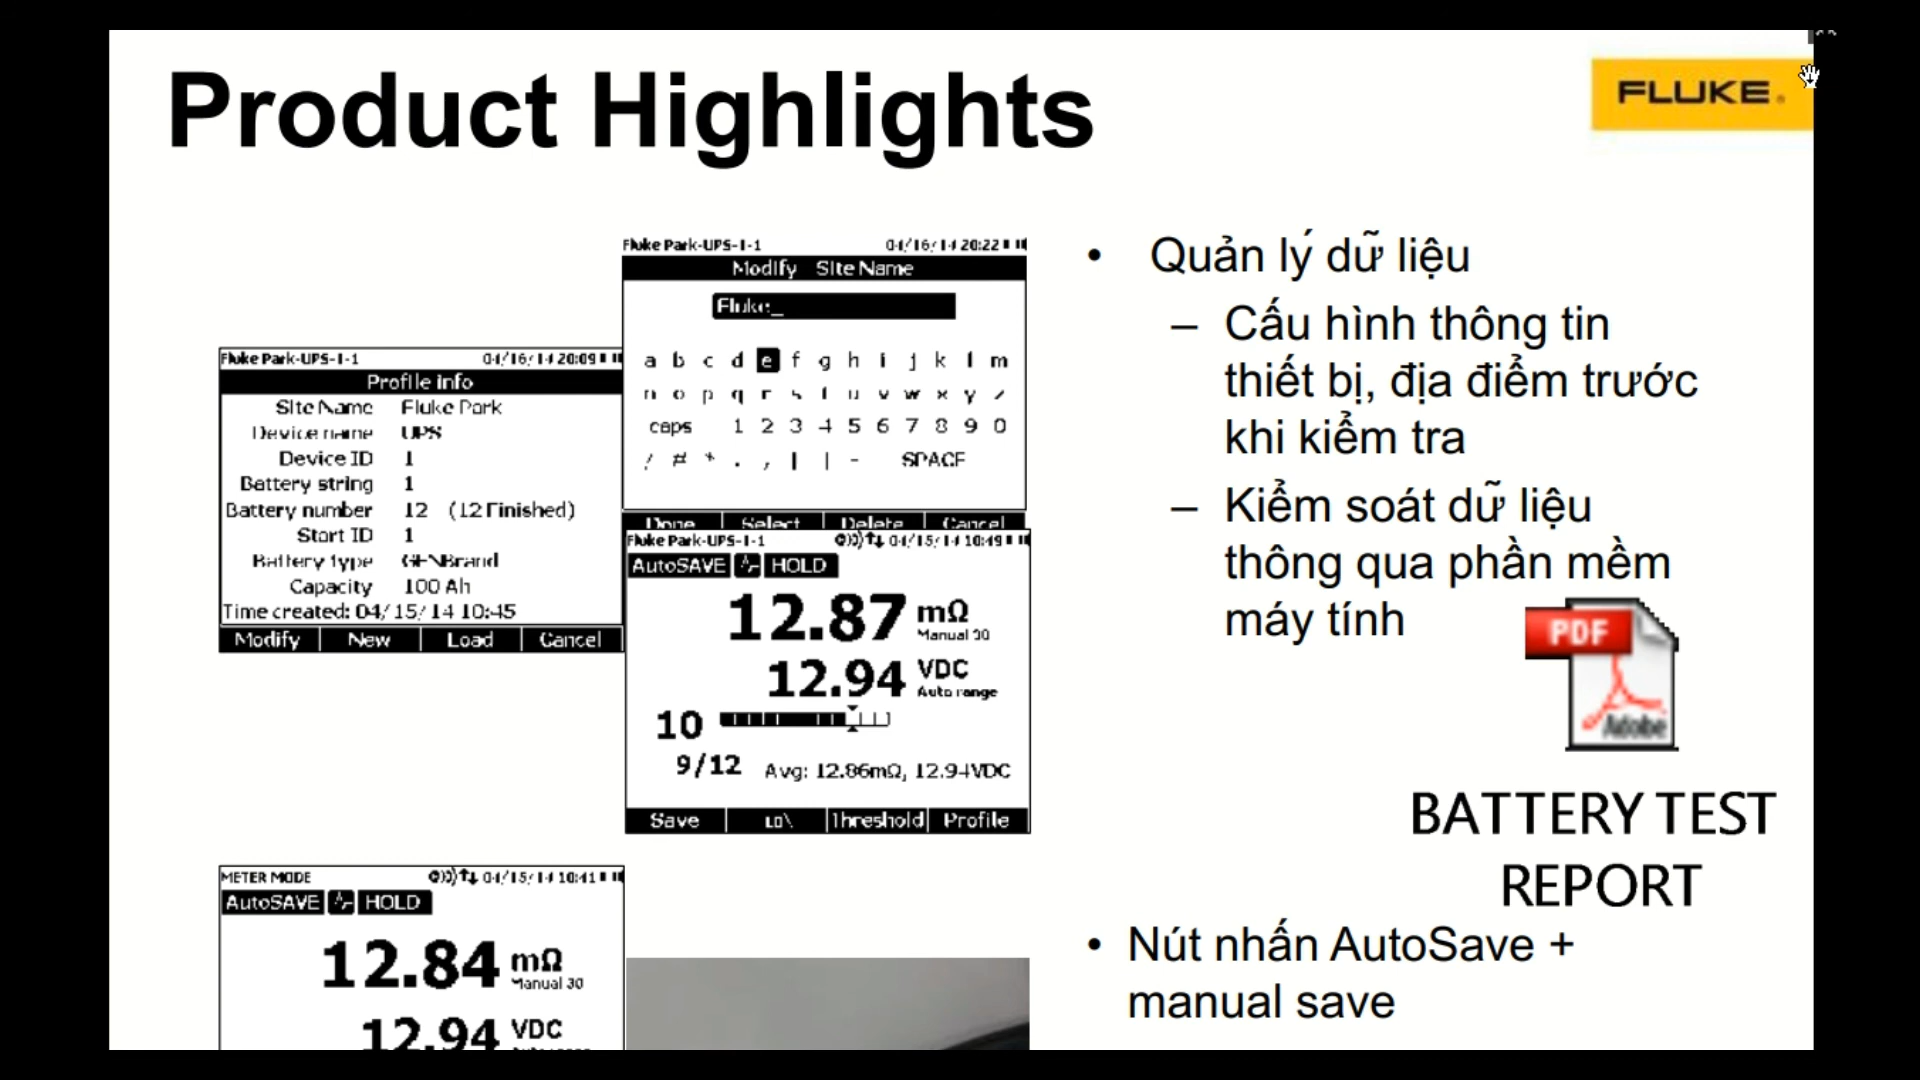 Product Highlights
FLUKE
Fluke Park-UPS-1-1 04/16/14 20:22
Modify Site Name
Fluke_
a b c d e f g h i j k l m
n o p q r s t u v w x y z
caps 1 2 3 4 5 6 7 8 9 0
/ # * . , | | - SPACE
Done Select Delete Cancel
Fluke Park-UPS-1-1 04/16/14 20:09
Profile info
Site Name Fluke Park
Device name UPS
Device ID 1
Battery string 1
Battery number 12 (12 Finished)
Start ID 1
Battery type GENBrand
Capacity 100 Ah
Time created: 04/15/14 10:45
Modify New Load Cancel
Fluke Park-UPS-1-1 04/15/14 10:49
AutoSAVE HOLD
12.87 mΩ
Manual 30
12.94 VDC
Auto range
10
9/12 Avg: 12.86mΩ, 12.94VDC
Save Threshold Profile
METER MODE 04/15/14 10:41
AutoSAVE HOLD
12.84 mΩ
Manual 30
12.94 VDC
• Quản lý dữ liệu
– Cấu hình thông tin
thiết bị, địa điểm trước
khi kiểm tra
– Kiểm soát dữ liệu
thông qua phần mềm
máy tính
PDF
Adobe
BATTERY TEST
REPORT
• Nút nhấn AutoSave +
manual save